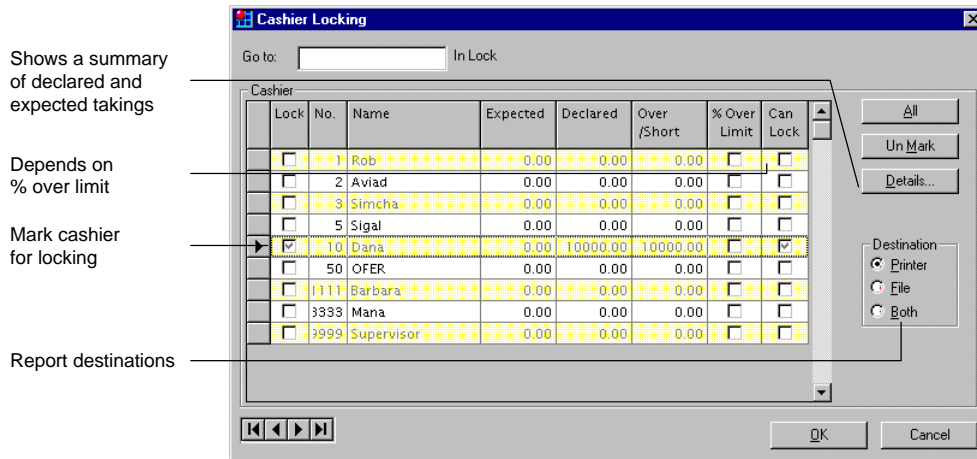 Cashier Locking
Go to: In Lock
Shows a summary
of declared and
expected takings
Depends on
% over limit
Mark cashier
for locking
Report destinations
Cashier
Lock No. Name Expected Declared Over /Short % Over Limit Can Lock
1 Rob 0.00 0.00 0.00
2 Aviad 0.00 0.00 0.00
3 Simcha 0.00 0.00 0.00
5 Sigal 0.00 0.00 0.00
10 Dana 0.00 10000.00 10000.00
50 OFER 0.00 0.00 0.00
1111 Barbara 0.00 0.00 0.00
3333 Mana 0.00 0.00 0.00
9999 Supervisor 0.00 0.00 0.00
All
Un Mark
Details...
Destination
Printer
File
Both
OK
Cancel